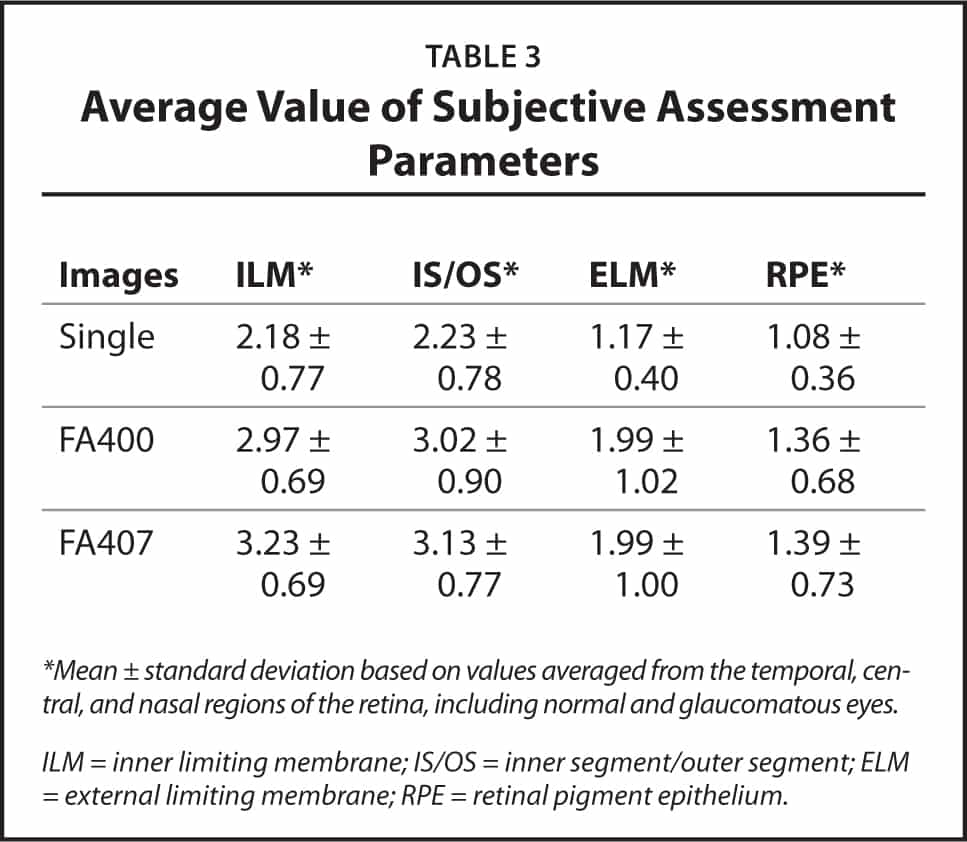 TABLE 3
Average Value of Subjective Assessment
Parameters
Images ILM* IS/OS* ELM* RPE*
Single 2.18 ± 2.23 ± 1.17 ± 1.08 ±
0.77 0.78 0.40 0.36
FA400 2.97 ± 3.02 ± 1.99 ± 1.36 ±
0.69 0.90 1.02 0.68
FA407 3.23 ± 3.13 ± 1.99 ± 1.39 ±
0.69 0.77 1.00 0.73
*Mean ± standard deviation based on values averaged from the temporal, cen-
tral, and nasal regions of the retina, including normal and glaucomatous eyes.
ILM = inner limiting membrane; IS/OS = inner segment/outer segment; ELM
= external limiting membrane; RPE = retinal pigment epithelium.